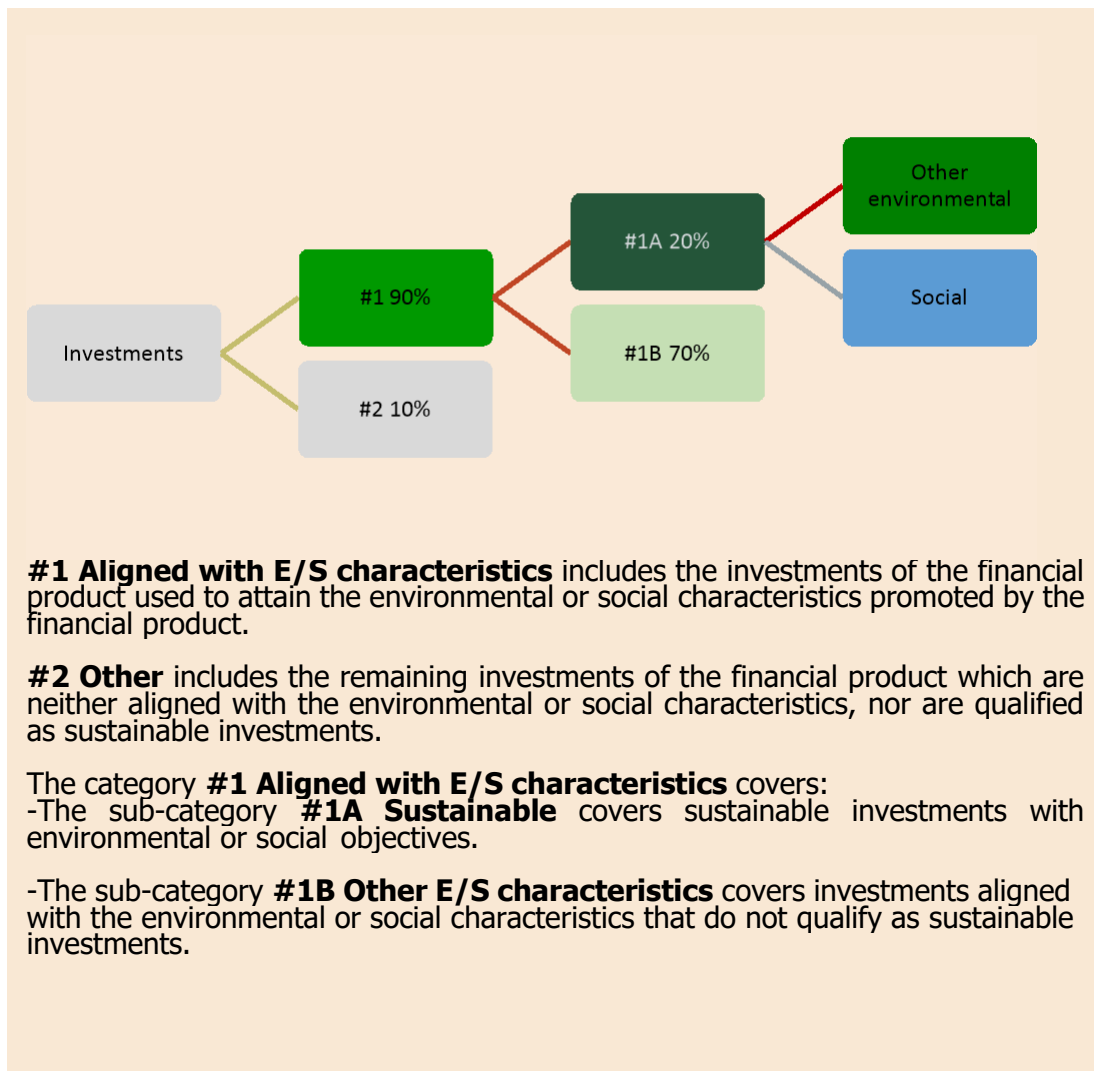 Other
environmental
#1A 20%
#1 90%
Social
Investments
#1B 70%
#2 10%
#1 Aligned with E/S characteristics includes the investments of the financial
product used to attain the environmental or social characteristics promoted by the
financial product.
#2 Other includes the remaining investments of the financial product which are
neither aligned with the environmental or social characteristics, nor are qualified
as sustainable investments.
The category #1 Aligned with E/S characteristics covers:
-The sub-category #1A Sustainable covers sustainable investments with
environmental or social objectives.
-The sub-category #1B Other E/S characteristics covers investments aligned
with the environmental or social characteristics that do not qualify as sustainable
investments.